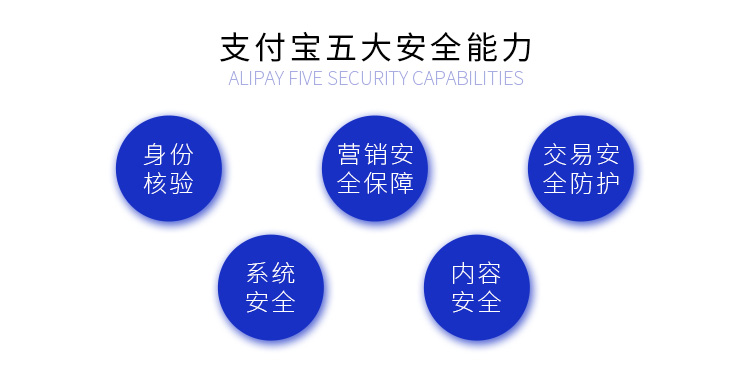 支付宝五大安全能力
ALIPAY FIVE SECURITY CAPABILITIES
身份
核验
营销安
全保障
交易安
全防护
系统
安全
内容
安全